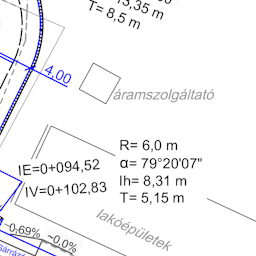 13,35 m
T= 8,5 m
4,00
áramszolgáltató
R= 6,0 m
α= 79°20'07"
Ih= 8,31 m
T= 5,15 m
IE=0+094,52
IV=0+102,83
lakóépületek
-0,69%
-0,0%